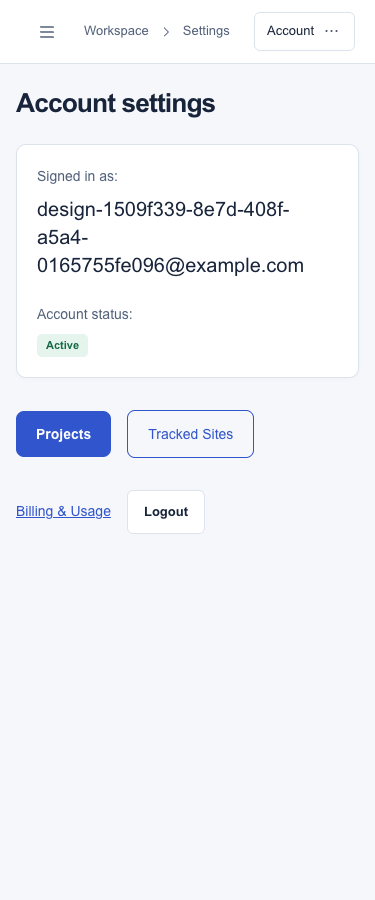 Workspace > Settings Account ...
Account settings
Signed in as:
design-1509f339-8e7d-408f-
a5a4-
0165755fe096@example.com
Account status:
Active
Projects Tracked Sites
Billing & Usage Logout